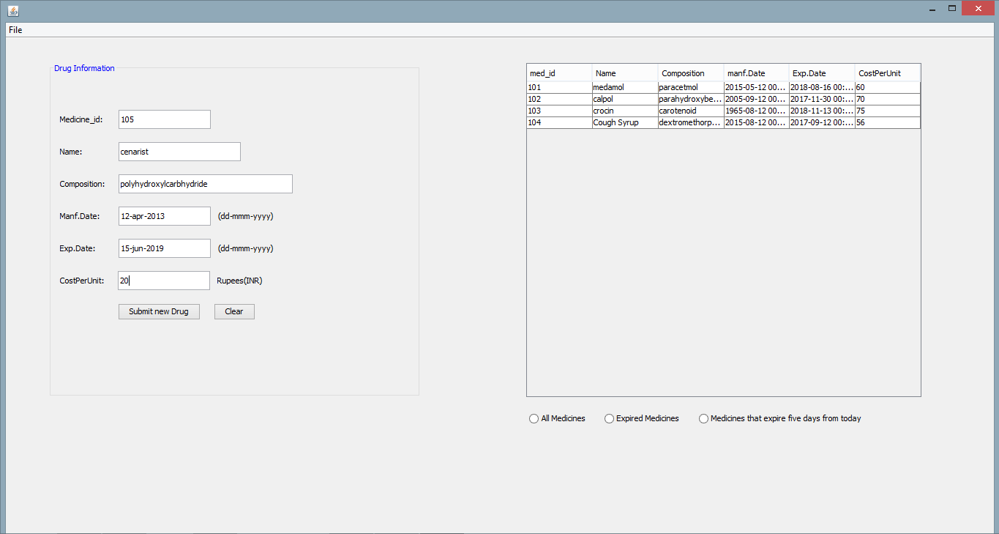 File
Drug Information
Medicine_id: 105
Name: cenarist
Composition: polyhydroxylcarbhydride
Manf.Date: 12-apr-2013 (dd-mmm-yyyy)
Exp.Date: 15-jun-2019 (dd-mmm-yyyy)
CostPerUnit: 20 Rupees(INR)
Submit new Drug Clear
med_id Name Composition manf.Date Exp.Date CostPerUnit
101 medamol paracetmol 2015-05-12 00... 2018-08-16 00:... 60
102 calpol parahydroxybe... 2005-09-12 00... 2017-11-30 00:... 70
103 crocin carotenoid 1965-08-12 00... 2018-11-13 00:... 75
104 Cough Syrup dextromethorp... 2015-08-12 00... 2017-09-12 00:... 56
All Medicines Expired Medicines Medicines that expire five days from today